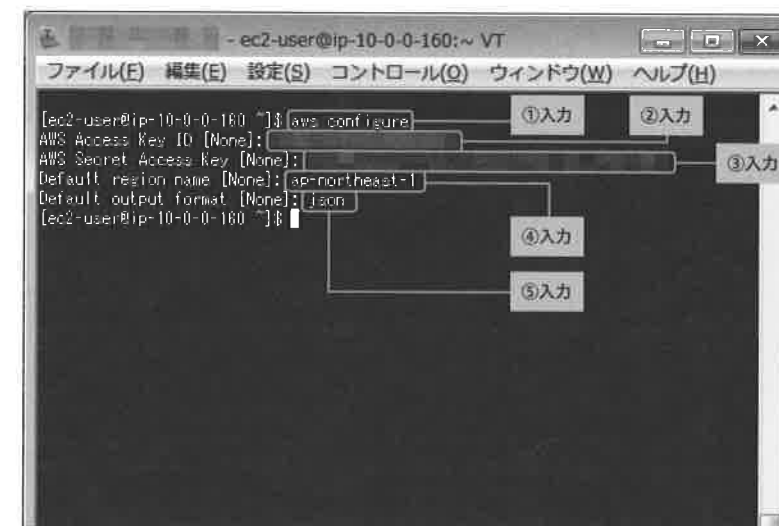 - ec2-user@ip-10-0-0-160:~ VT
ファイル(F) 編集(E) 設定(S) コントロール(O) ウィンドウ(W) ヘルプ(H)
[ec2-user@ip-10-0-0-160 ~]$ aws configure
①入力
②入力
AWS Access Key ID [None]:
AWS Secret Access Key [None]:
③入力
Default region name [None]: ap-northeast-1
Default output format [None]: json
[ec2-user@ip-10-0-0-160 ~]$
④入力
⑤入力